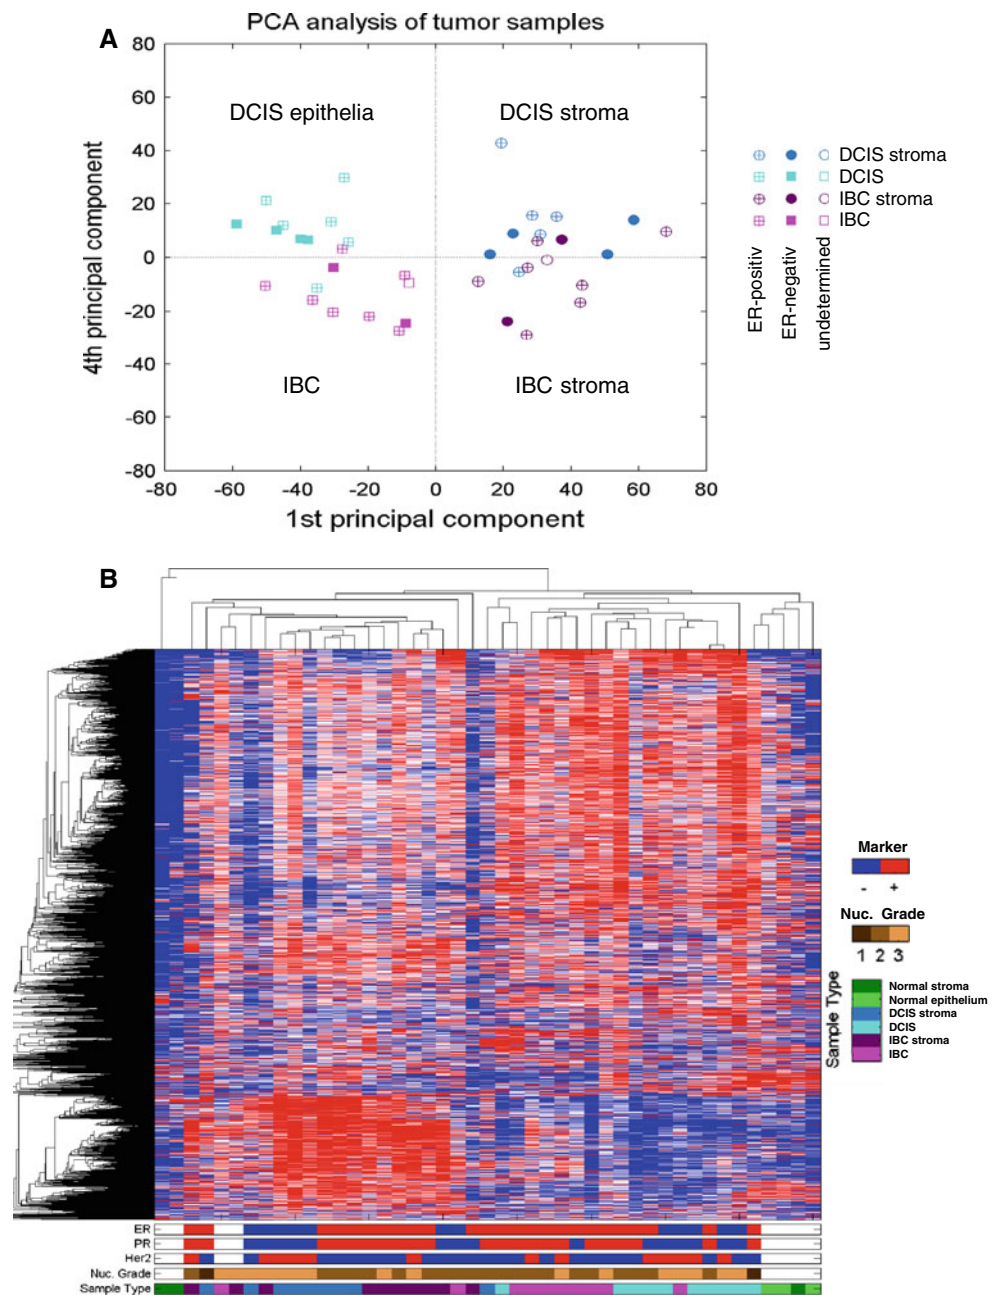 PCA analysis of tumor samples
A
80
60
40
20
0
-20
-40
-60
-80
4th principal component
DCIS epithelia
DCIS stroma
IBC
IBC stroma
-80 -60 -40 -20 0 20 40 60 80
1st principal component
DCIS stroma
DCIS
IBC stroma
IBC
ER-positiv
ER-negativ
undetermined
B
Marker
- +
Nuc. Grade
1 2 3
Sample Type
Normal stroma
Normal epithelium
DCIS stroma
DCIS
IBC stroma
IBC
ER
PR
Her2
Nuc. Grade
Sample Type